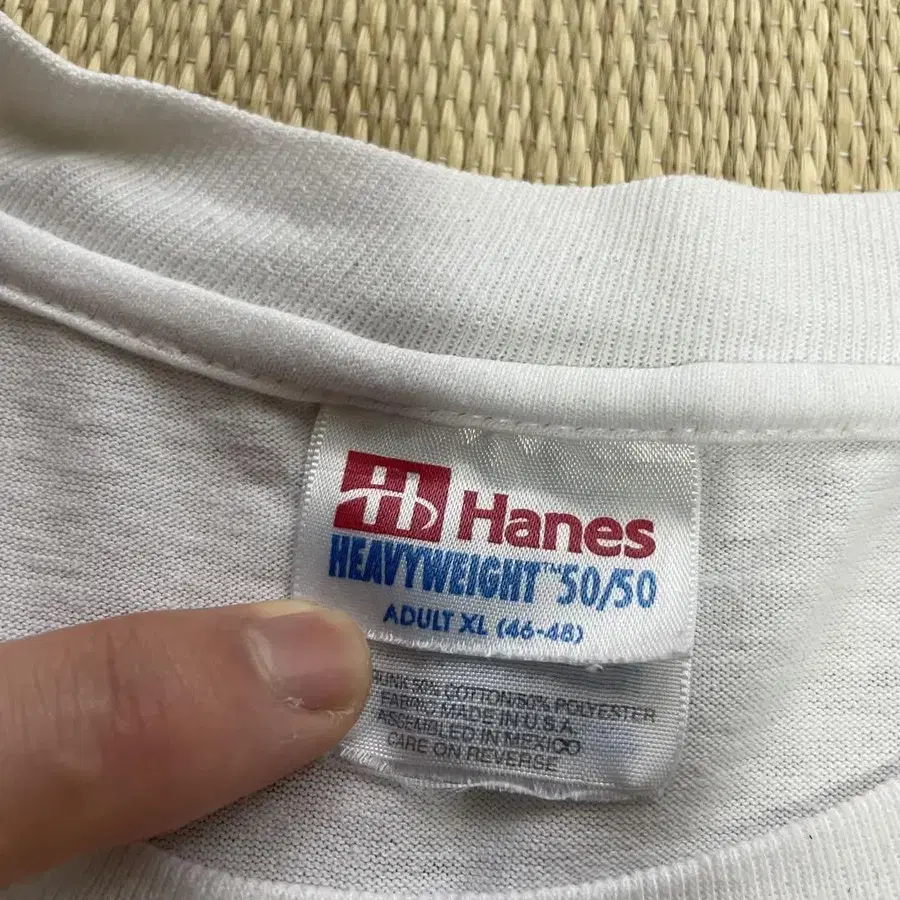 Hanes
HEAVYWEIGHT™ 50/50
ADULT XL (46-48)
50% COTTON/50% POLYESTER
MADE IN U.S.A.
ASSEMBLED IN MEXICO
CARE ON REVERSE